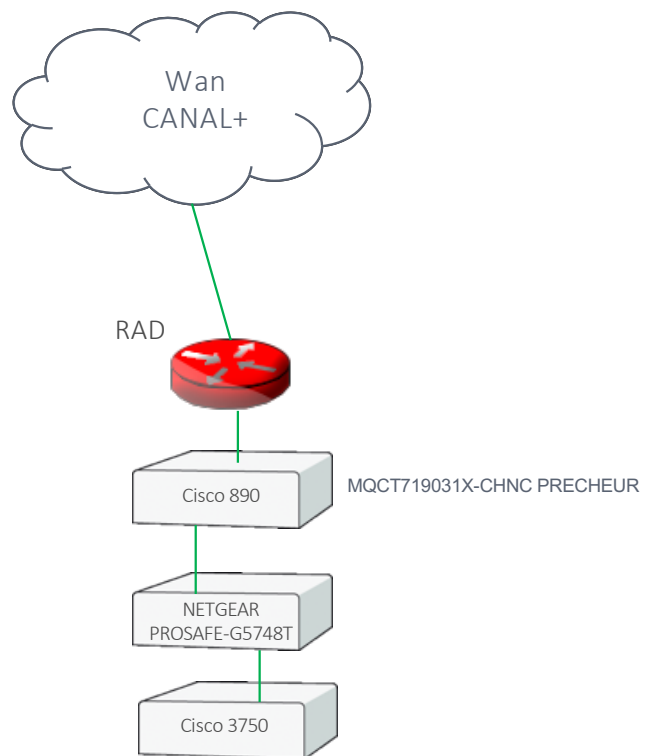 Wan
CANAL+
RAD
Cisco 890
MQCT719031X-CHNC PRECHEUR
NETGEAR
PROSAFE-G5748T
Cisco 3750